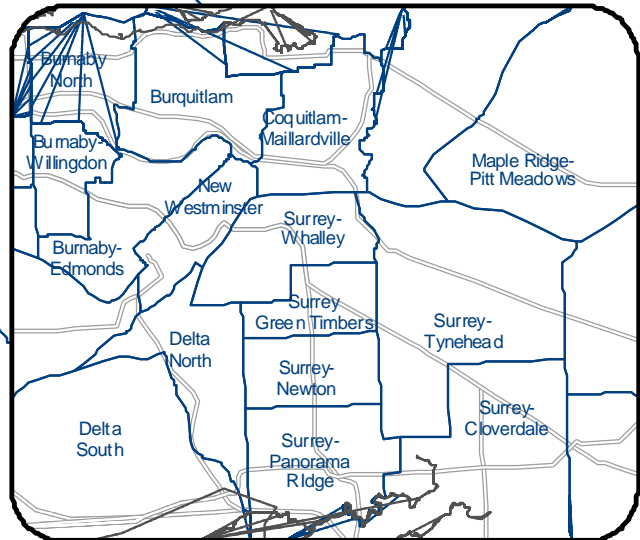 Burnaby
North
Burquitlam
Coquitlam-
Maillardville
Burnaby-
Willingdon
Maple Ridge-
Pitt Meadows
New
Westminster
Surrey-
Whalley
Burnaby-
Edmonds
Surrey
Green Timbers
Surrey-
Tynehead
Delta
North
Surrey-
Newton
Surrey-
Cloverdale
Delta
South
Surrey-
Panorama
RIdge